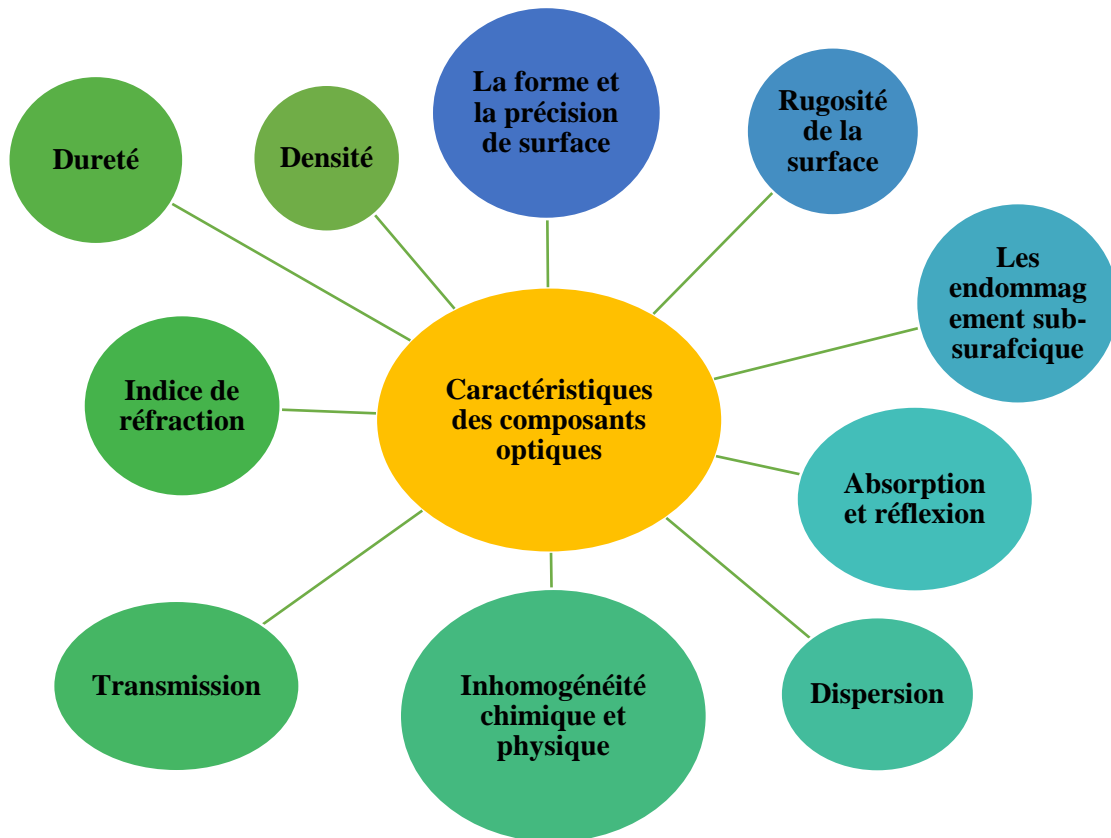 La forme et
la précision
de surface
Rugosité
de la
surface
Densité
Dureté
Les
endommag
ement sub-
surafcique
Indice de
réfraction
Caractéristiques
des composants
optiques
Absorption
et réflexion
Transmission
Inhomogénéité
chimique et
physique
Dispersion